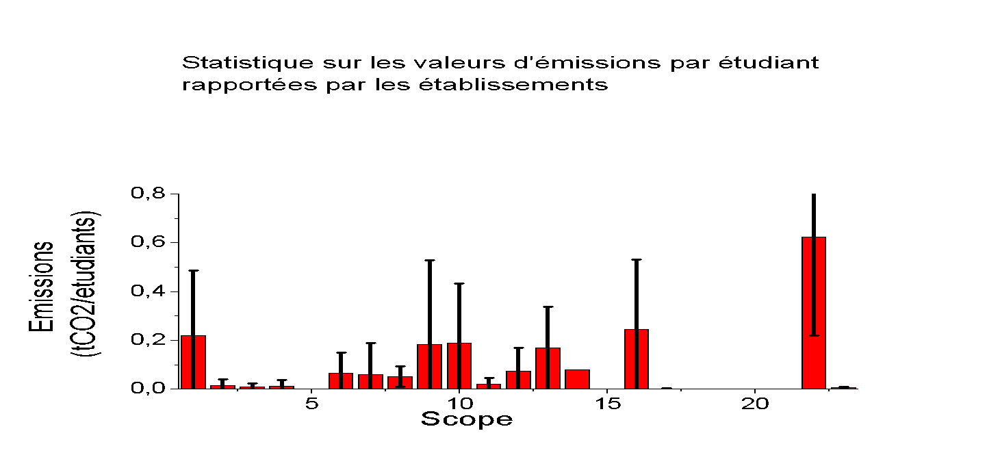 Statistique sur les valeurs d'émissions par étudiant
rapportées par les établissements
0,8
0,6
0,4
0,2
0,0
Emissions
(tCO2/etudiants)
5
10
15
20
Scope